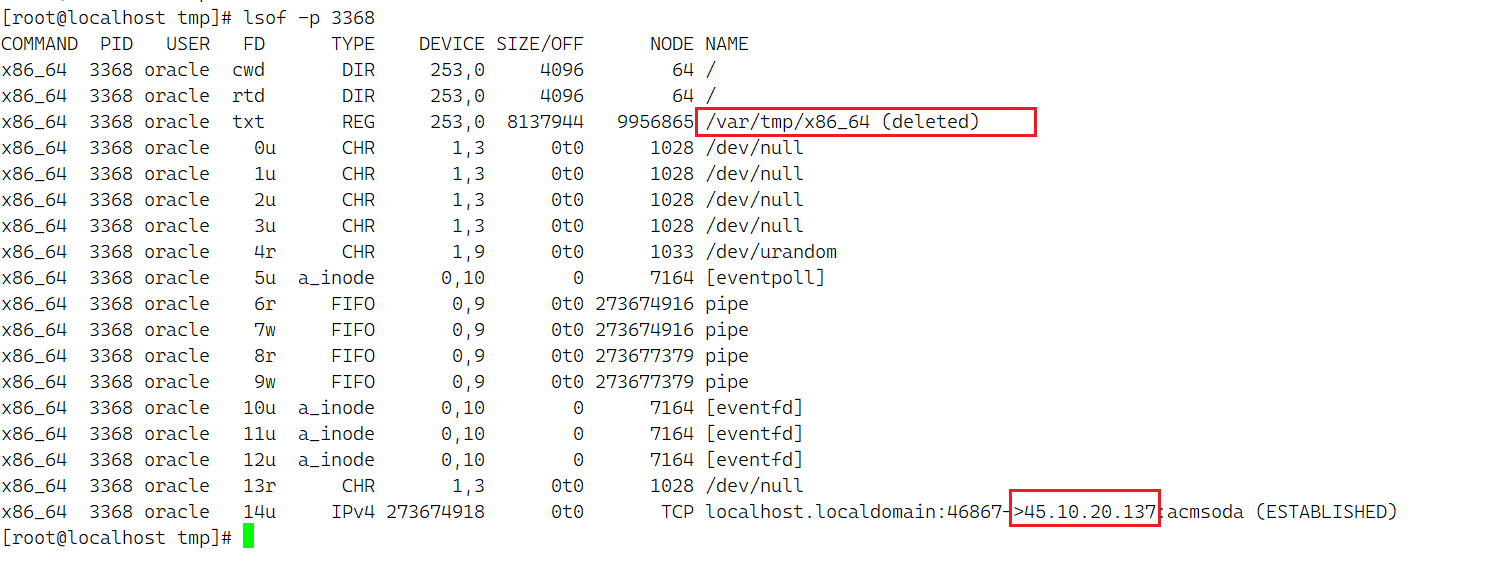 [root@localhost tmp]# lsof -p 3368
COMMAND PID USER FD TYPE DEVICE SIZE/OFF NODE NAME
x86_64 3368 oracle cwd DIR 253,0 4096 64 /
x86_64 3368 oracle rtd DIR 253,0 4096 64 /
x86_64 3368 oracle txt REG 253,0 8137944 9956865 /var/tmp/x86_64 (deleted)
x86_64 3368 oracle 0u CHR 1,3 0t0 1028 /dev/null
x86_64 3368 oracle 1u CHR 1,3 0t0 1028 /dev/null
x86_64 3368 oracle 2u CHR 1,3 0t0 1028 /dev/null
x86_64 3368 oracle 3u CHR 1,3 0t0 1028 /dev/null
x86_64 3368 oracle 4r CHR 1,9 0t0 1033 /dev/urandom
x86_64 3368 oracle 5u a_inode 0,10 0 7164 [eventpoll]
x86_64 3368 oracle 6r FIFO 0,9 0t0 273674916 pipe
x86_64 3368 oracle 7w FIFO 0,9 0t0 273674916 pipe
x86_64 3368 oracle 8r FIFO 0,9 0t0 273677379 pipe
x86_64 3368 oracle 9w FIFO 0,9 0t0 273677379 pipe
x86_64 3368 oracle 10u a_inode 0,10 0 7164 [eventfd]
x86_64 3368 oracle 11u a_inode 0,10 0 7164 [eventfd]
x86_64 3368 oracle 12u a_inode 0,10 0 7164 [eventfd]
x86_64 3368 oracle 13r CHR 1,3 0t0 1028 /dev/null
x86_64 3368 oracle 14u IPv4 273674918 0t0 TCP localhost.localdomain:46867->45.10.20.137:acmsoda (ESTABLISHED)
[root@localhost tmp]#